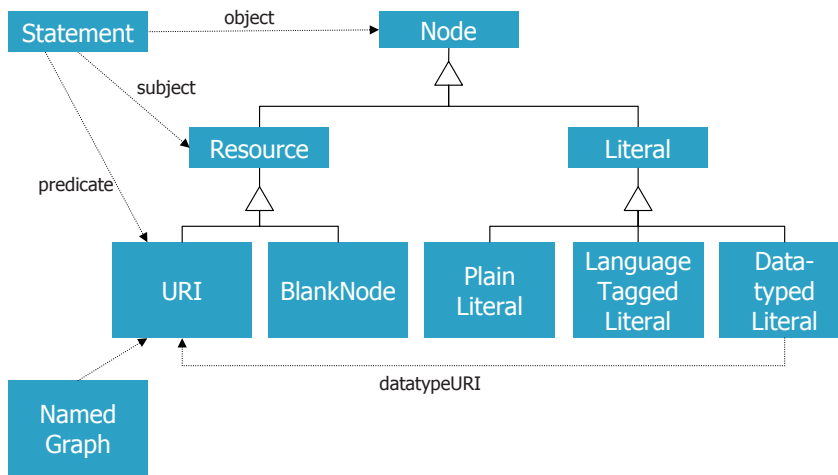 object
Statement
Node
subject
Resource
Literal
predicate
URI
BlankNode
Plain
Literal
Language
Tagged
Literal
Data-
typed
Literal
datatypeURI
Named
Graph